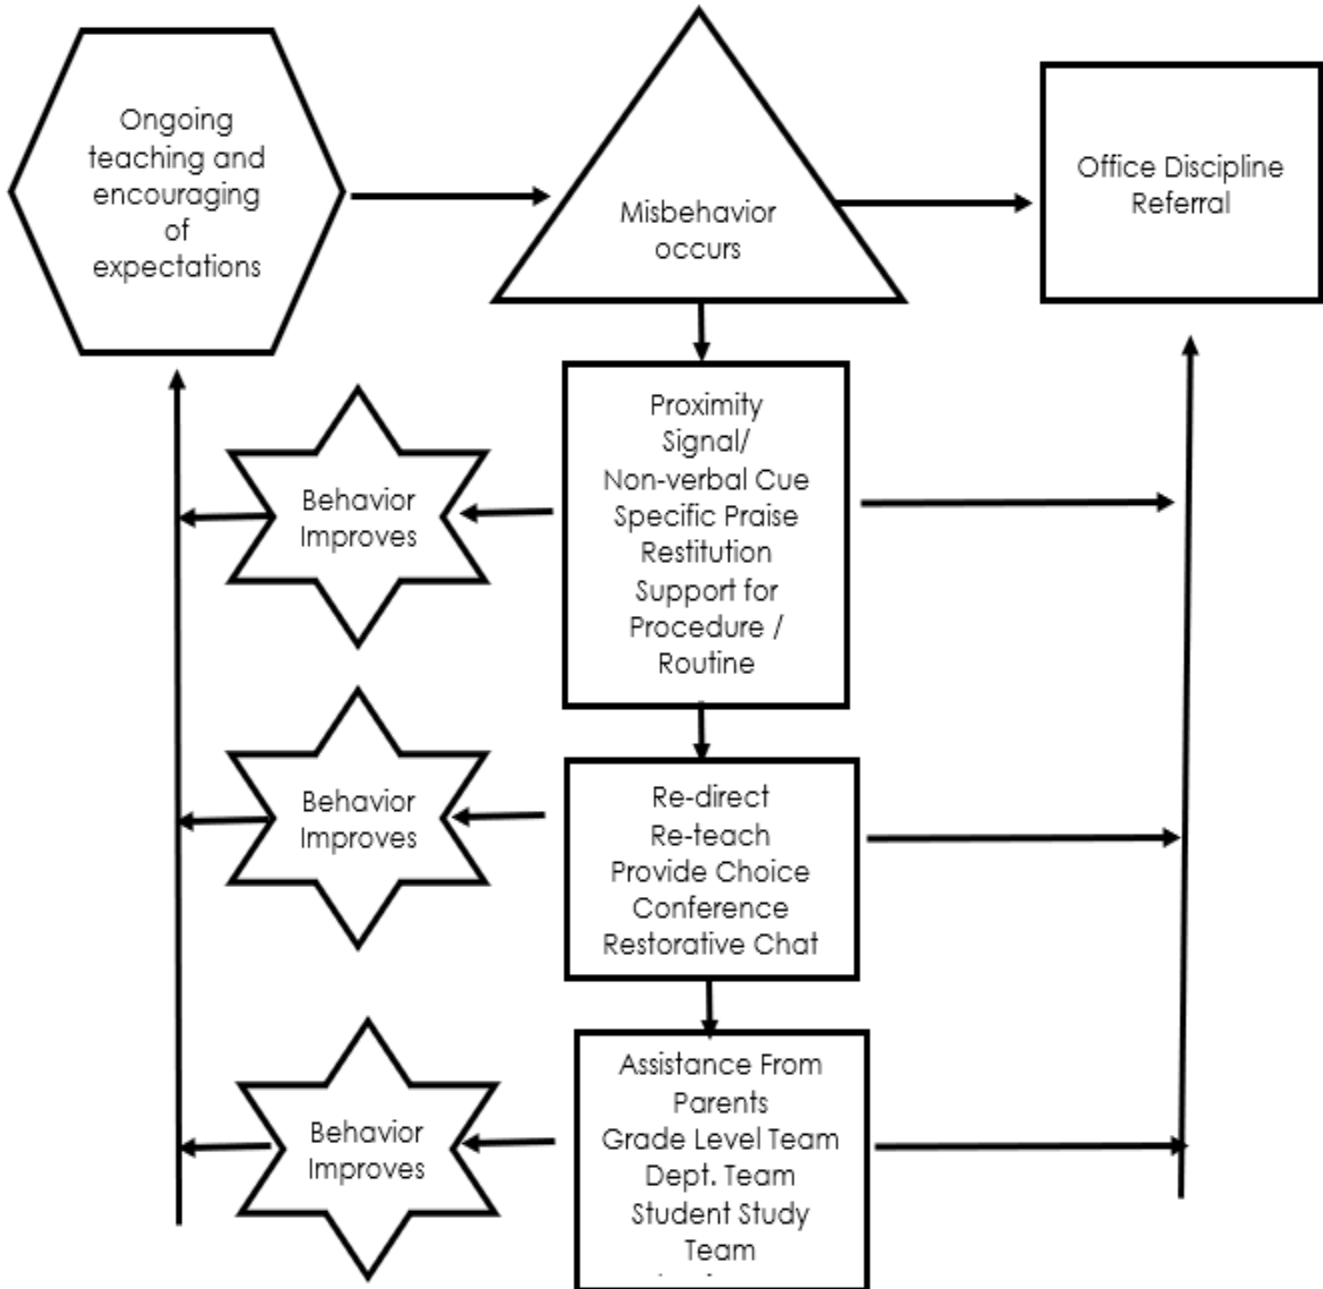 Ongoing
teaching and
encouraging
of
expectations
Misbehavior
occurs
Office Discipline
Referral
Proximity
Signal/
Non-verbal Cue
Specific Praise
Restitution
Support for
Procedure /
Routine
Behavior
Improves
Re-direct
Re-teach
Provide Choice
Conference
Restorative Chat
Behavior
Improves
Assistance From
Parents
Grade Level Team
Dept. Team
Student Study
Team
Behavior
Improves